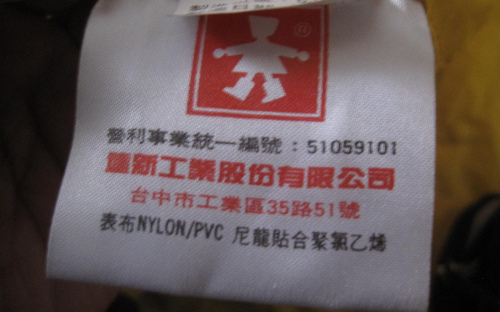 ®
營利事業統一編號:51059101
達新工業股份有限公司
台中市工業區35路51號
表布NYLON/PVC 尼龍貼合聚氯乙烯